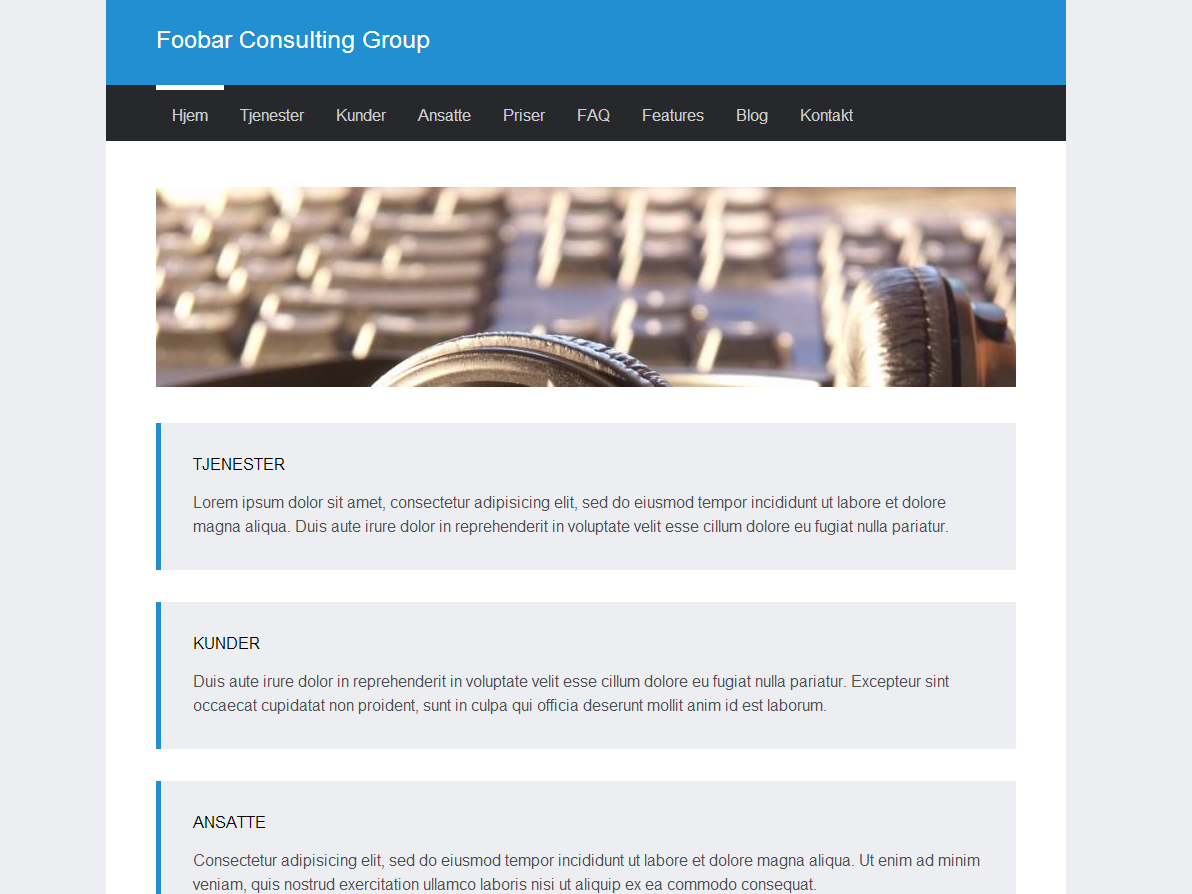 Foobar Consulting Group
Hjem Tjenester Kunder Ansatte Priser FAQ Features Blog Kontakt
TJENESTER
Lorem ipsum dolor sit amet, consectetur adipisicing elit, sed do eiusmod tempor incididunt ut labore et dolore
magna aliqua. Duis aute irure dolor in reprehenderit in voluptate velit esse cillum dolore eu fugiat nulla pariatur.
KUNDER
Duis aute irure dolor in reprehenderit in voluptate velit esse cillum dolore eu fugiat nulla pariatur. Excepteur sint
occaecat cupidatat non proident, sunt in culpa qui officia deserunt mollit anim id est laborum.
ANSATTE
Consectetur adipisicing elit, sed do eiusmod tempor incididunt ut labore et dolore magna aliqua. Ut enim ad minim
veniam, quis nostrud exercitation ullamco laboris nisi ut aliquip ex ea commodo consequat.